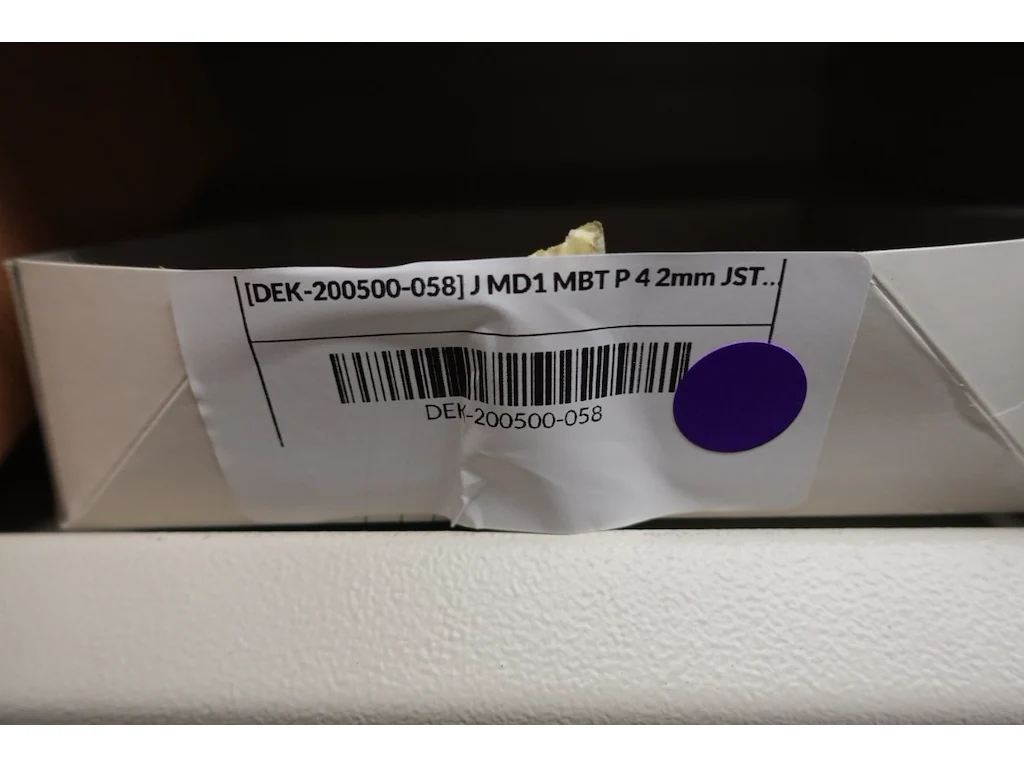 [DEK-200500-058] J MD1 MBT P 4 2mm JST...
DEK-200500-058